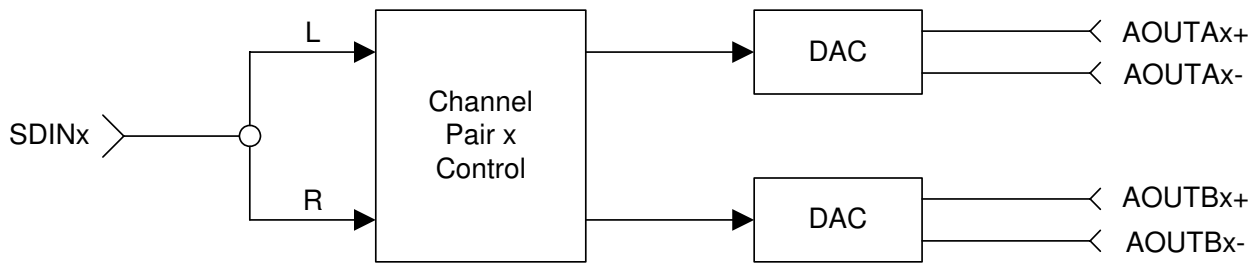 L
DAC
AOUTAx+
AOUTAx-
SDINx
Channel
Pair x
Control
R
DAC
AOUTBx+
AOUTBx-